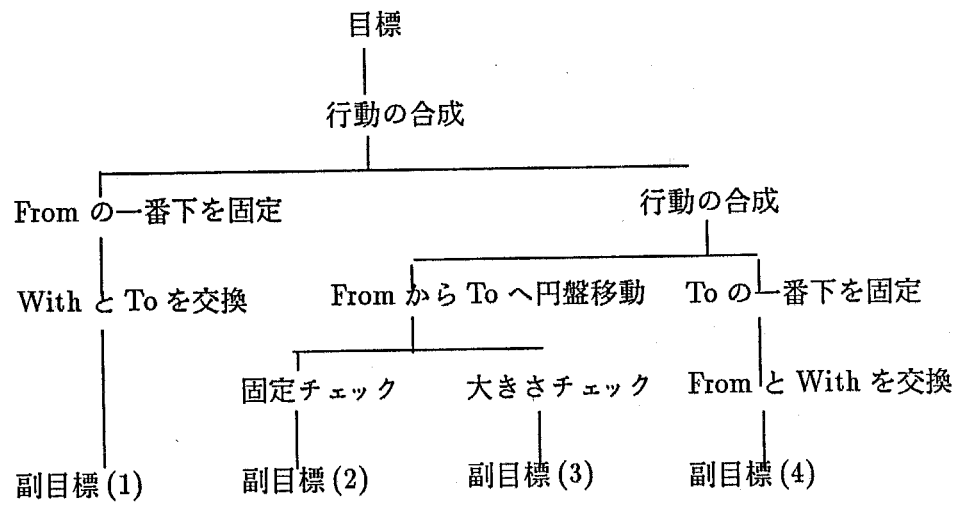 目標
行動の合成
From の一番下を固定
行動の合成
With と To を交換
From から To へ円盤移動
To の一番下を固定
固定チェック
大きさチェック
From と With を交換
副目標 (1)
副目標 (2)
副目標 (3)
副目標 (4)